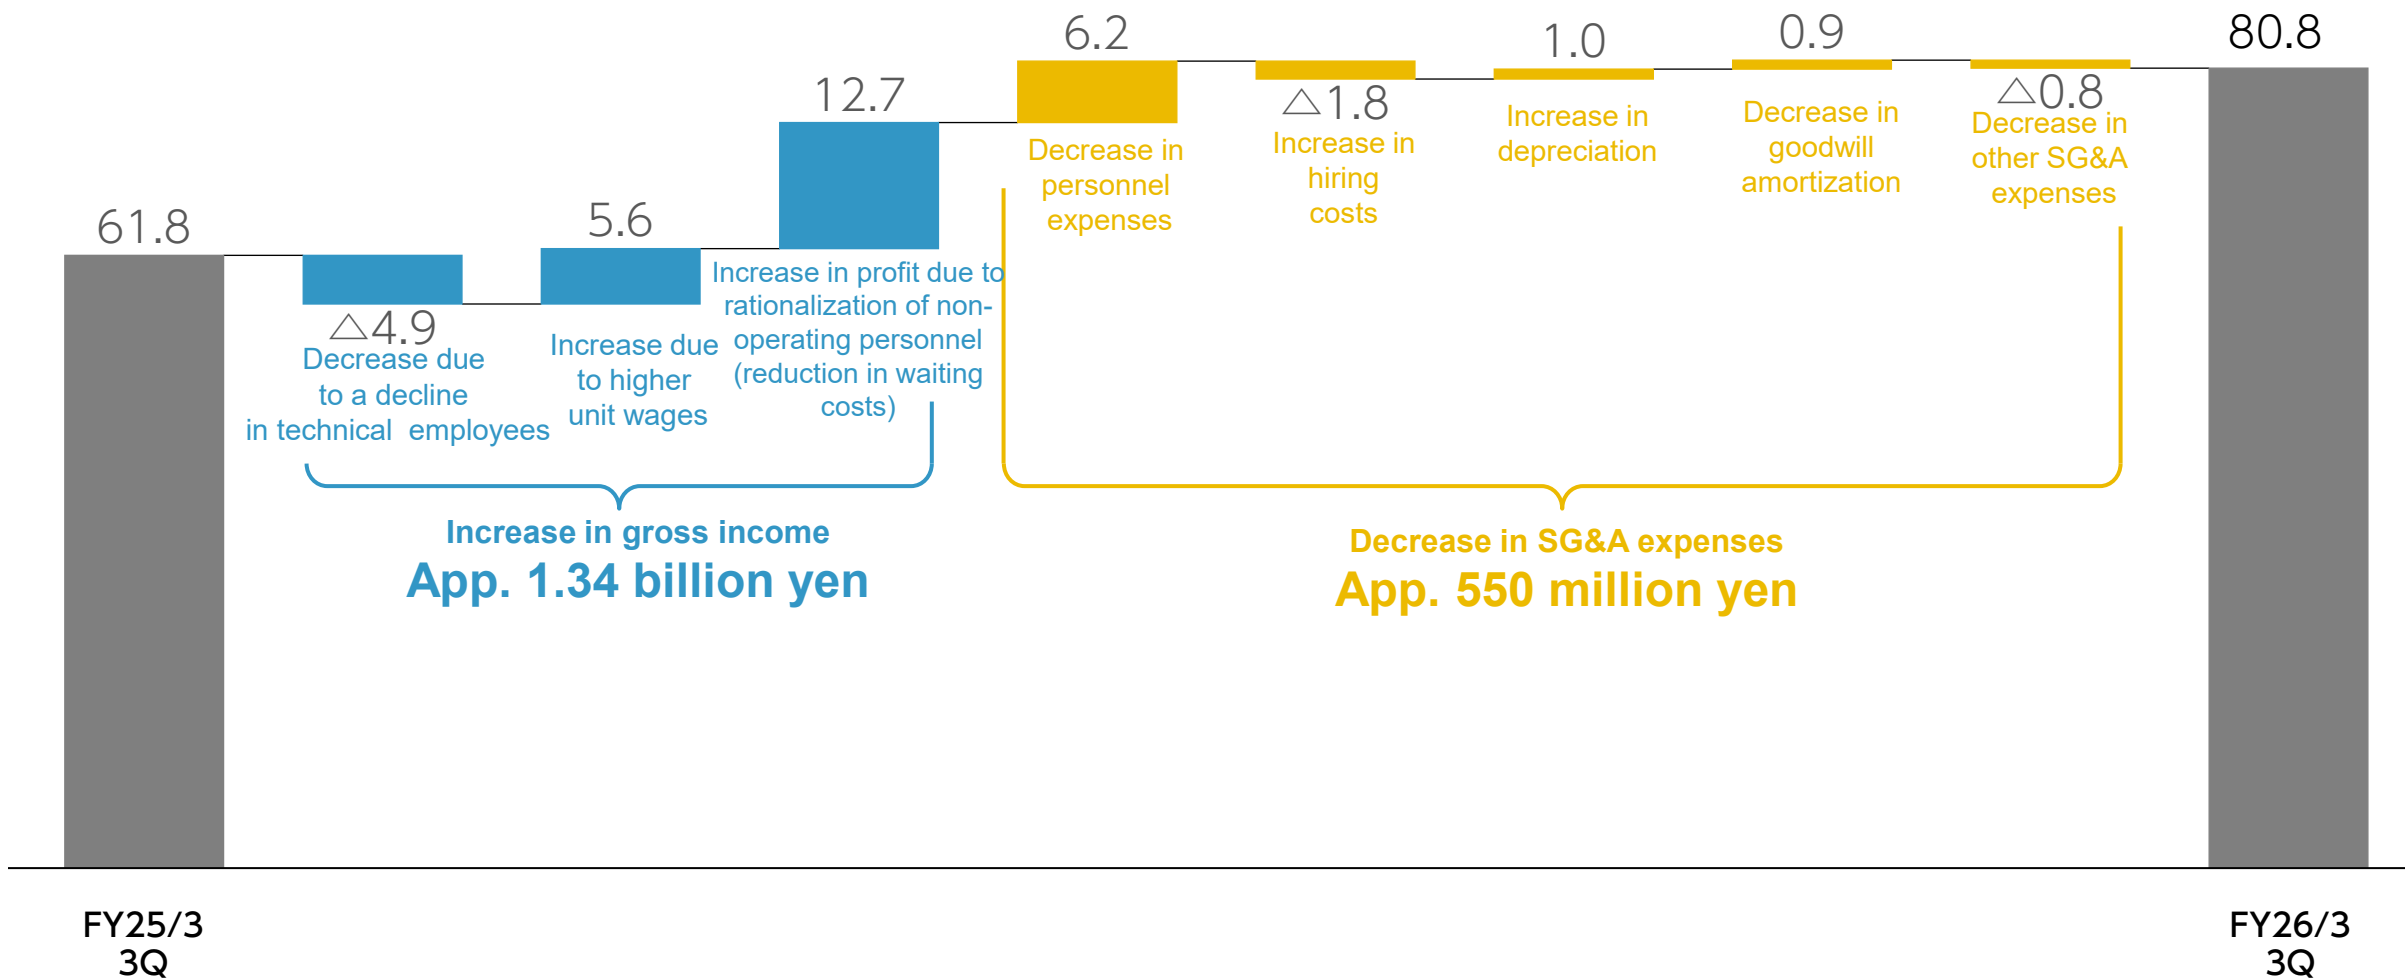 61.8
△4.9
Decrease due
to a decline
in technical employees
5.6
Increase due
to higher
unit wages
12.7
Increase in profit due to
rationalization of non-
operating personnel
(reduction in waiting
costs)
6.2
Decrease in
personnel
expenses
△1.8
Increase in
hiring
costs
1.0
Increase in
depreciation
0.9
Decrease in
goodwill
amortization
△0.8
Decrease in
other SG&A
expenses
80.8
Increase in gross income
App. 1.34 billion yen
Decrease in SG&A expenses
App. 550 million yen
FY25/3
3Q
FY26/3
3Q